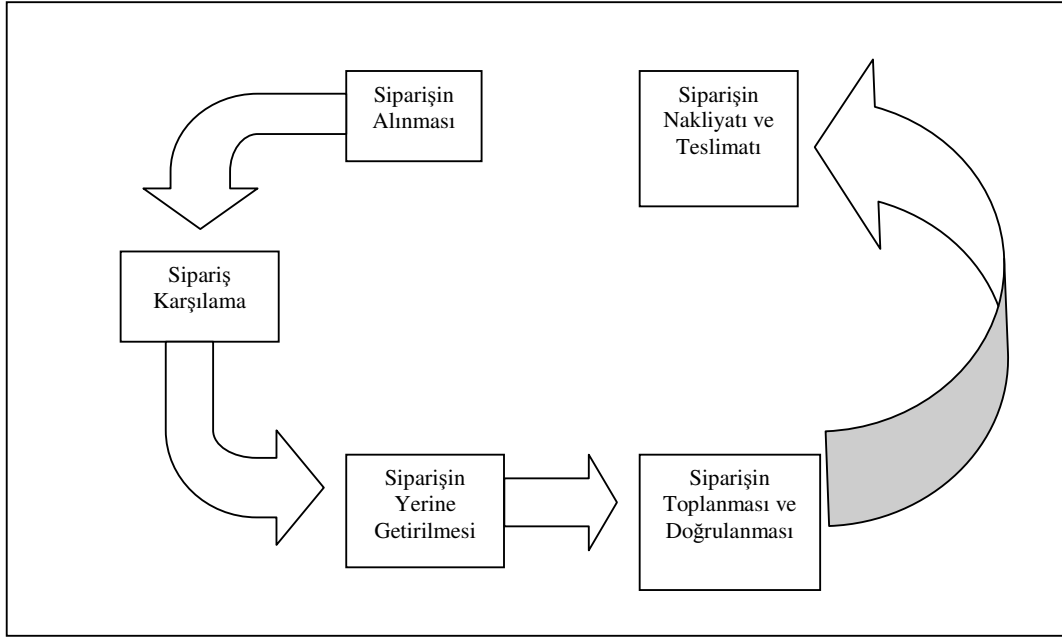 Siparişin
Alınması
Sipariş
Karşılama
Siparişin
Yerine
Getirilmesi
Siparişin
Toplanması ve
Doğrulanması
Siparişin
Nakliyatı ve
Teslimatı